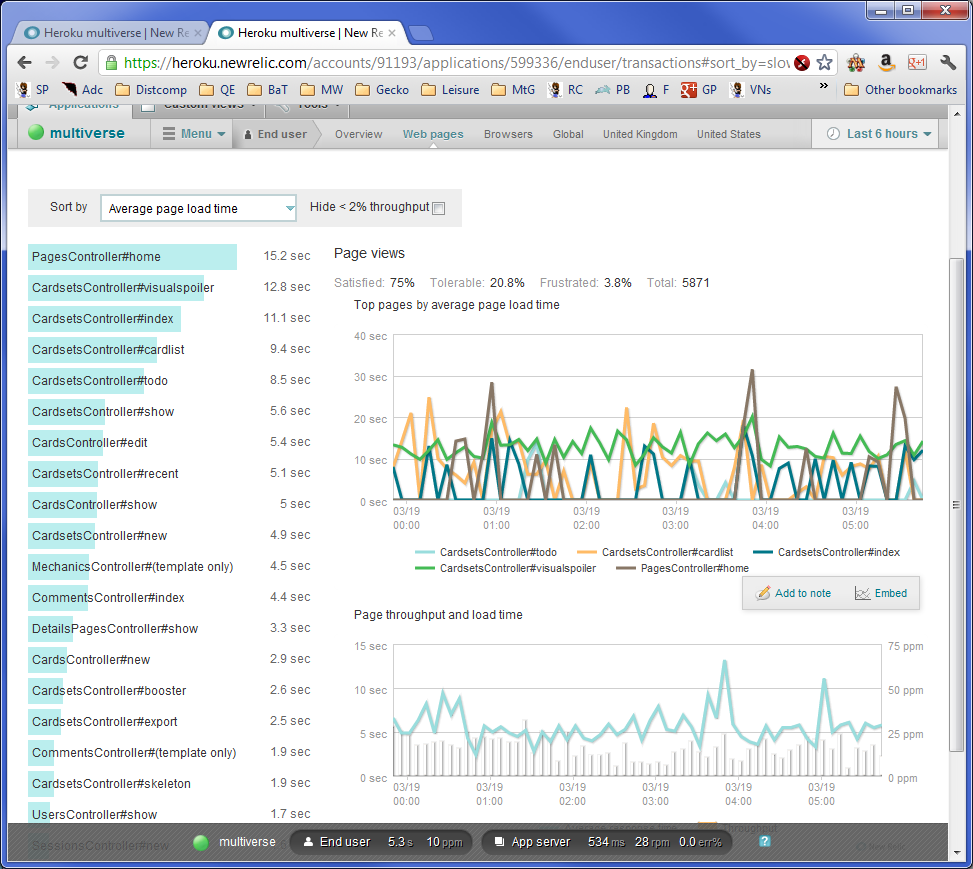 Heroku multiverse | New Re
Heroku multiverse | New Re
https://heroku.newrelic.com/accounts/91193/applications/599336/enduser/transactions#sort_by=slow
SP Adc Distcomp QE BaT MW Gecko Leisure MtG RC PB F GP VNs » Other bookmarks
Applications Custom views Tools
multiverse Menu End user Overview Web pages Browsers Global United Kingdom United States Last 6 hours
Sort by Average page load time Hide < 2% throughput
PagesController#home 15.2 sec
CardsetsController#visualspoiler 12.8 sec
CardsetsController#index 11.1 sec
CardsetsController#cardlist 9.4 sec
CardsetsController#todo 8.5 sec
CardsetsController#show 5.6 sec
CardsController#edit 5.4 sec
CardsetsController#recent 5.1 sec
CardsController#show 5 sec
CardsetsController#new 4.9 sec
MechanicsController#(template only) 4.5 sec
CommentsController#index 4.4 sec
DetailsPagesController#show 3.3 sec
CardsController#new 2.9 sec
CardsetsController#booster 2.6 sec
CardsetsController#export 2.5 sec
CommentsController#(template only) 1.9 sec
CardsetsController#skeleton 1.9 sec
UsersController#show 1.7 sec
SessionsController#new
Page views
Satisfied: 75% Tolerable: 20.8% Frustrated: 3.8% Total: 5871
Top pages by average page load time
40 sec
30 sec
20 sec
10 sec
0 sec
03/19 03/19 03/19 03/19 03/19 03/19
00:00 01:00 02:00 03:00 04:00 05:00
CardsetsController#todo CardsetsController#cardlist CardsetsController#index
CardsetsController#visualspoiler PagesController#home
Add to note Embed
Page throughput and load time
15 sec 75 ppm
10 sec 50 ppm
5 sec 25 ppm
0 sec 0 ppm
03/19 03/19 03/19 03/19 03/19 03/19
00:00 01:00 02:00 03:00 04:00 05:00
throughput
multiverse End user 5.3 s 10 ppm App server 534 ms 28 rpm 0.0 err% ?